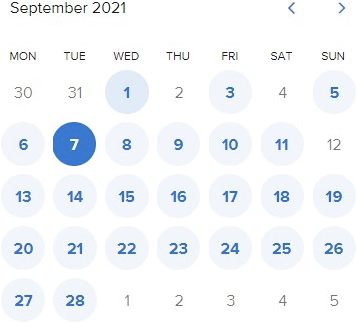 September 2021
MON TUE WED THU FRI SAT SUN
30 31 1 2 3 4 5
6 7 8 9 10 11 12
13 14 15 16 17 18 19
20 21 22 23 24 25 26
27 28 1 2 3 4 5